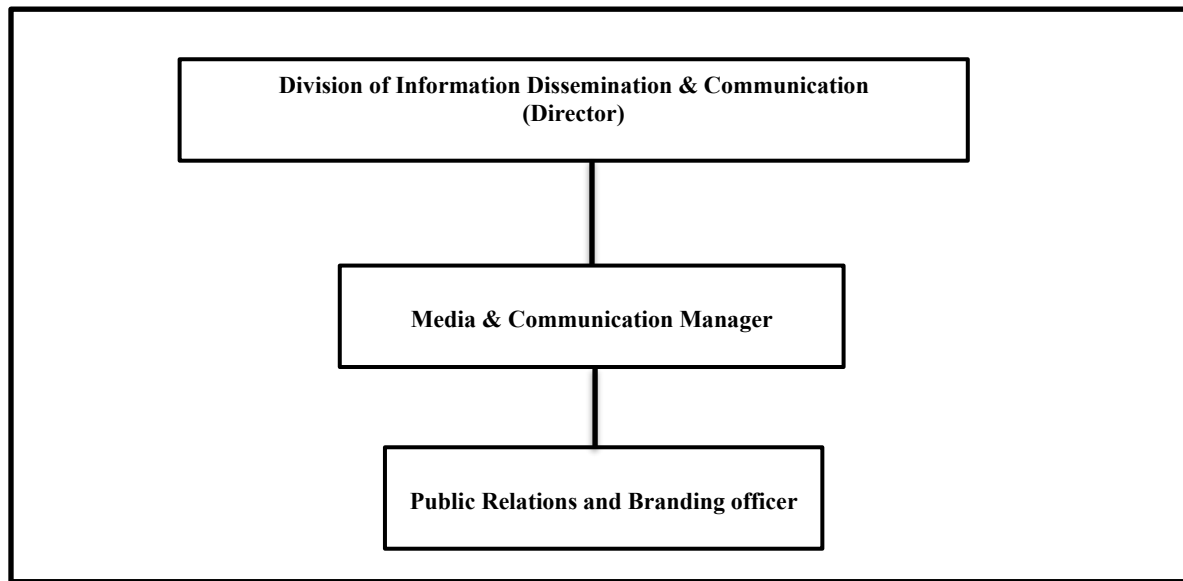 Division of Information Dissemination & Communication
(Director)
Media & Communication Manager
Public Relations and Branding officer